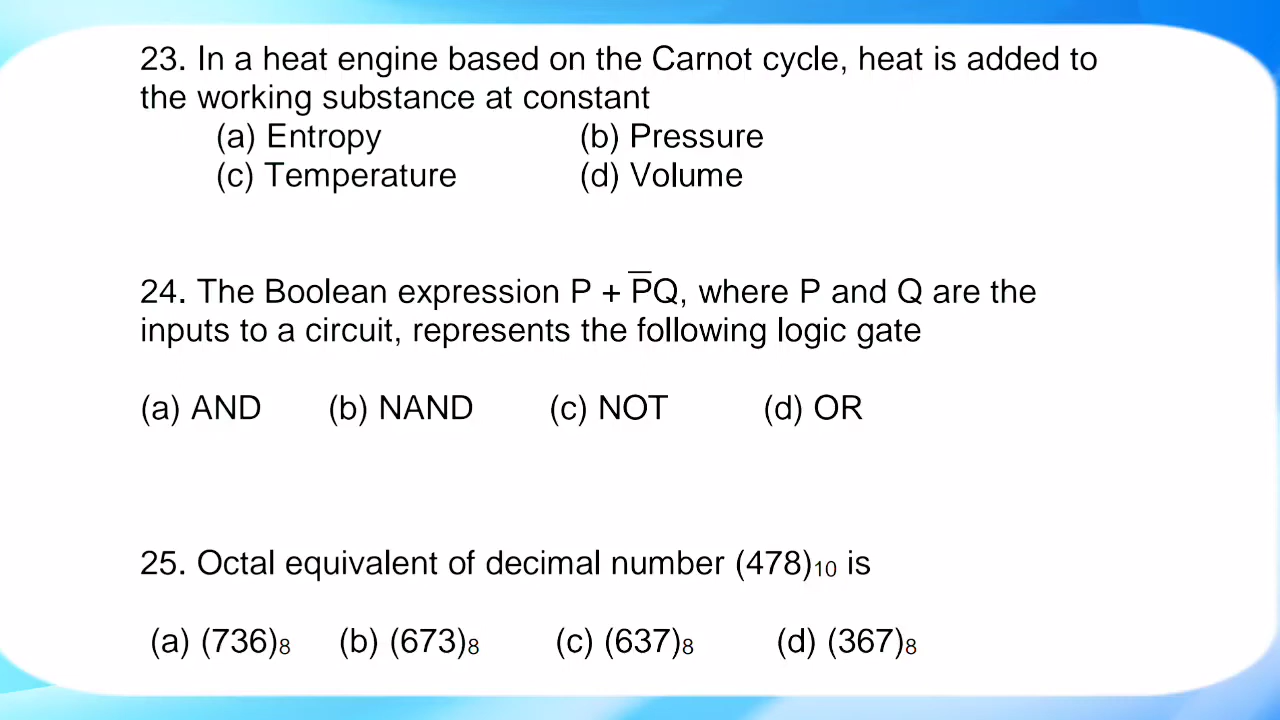 23. In a heat engine based on the Carnot cycle, heat is added to
the working substance at constant
(a) Entropy (b) Pressure
(c) Temperature (d) Volume
24. The Boolean expression P + P̅Q, where P and Q are the
inputs to a circuit, represents the following logic gate
(a) AND (b) NAND (c) NOT (d) OR
25. Octal equivalent of decimal number (478)₁₀ is
(a) (736)₈ (b) (673)₈ (c) (637)₈ (d) (367)₈